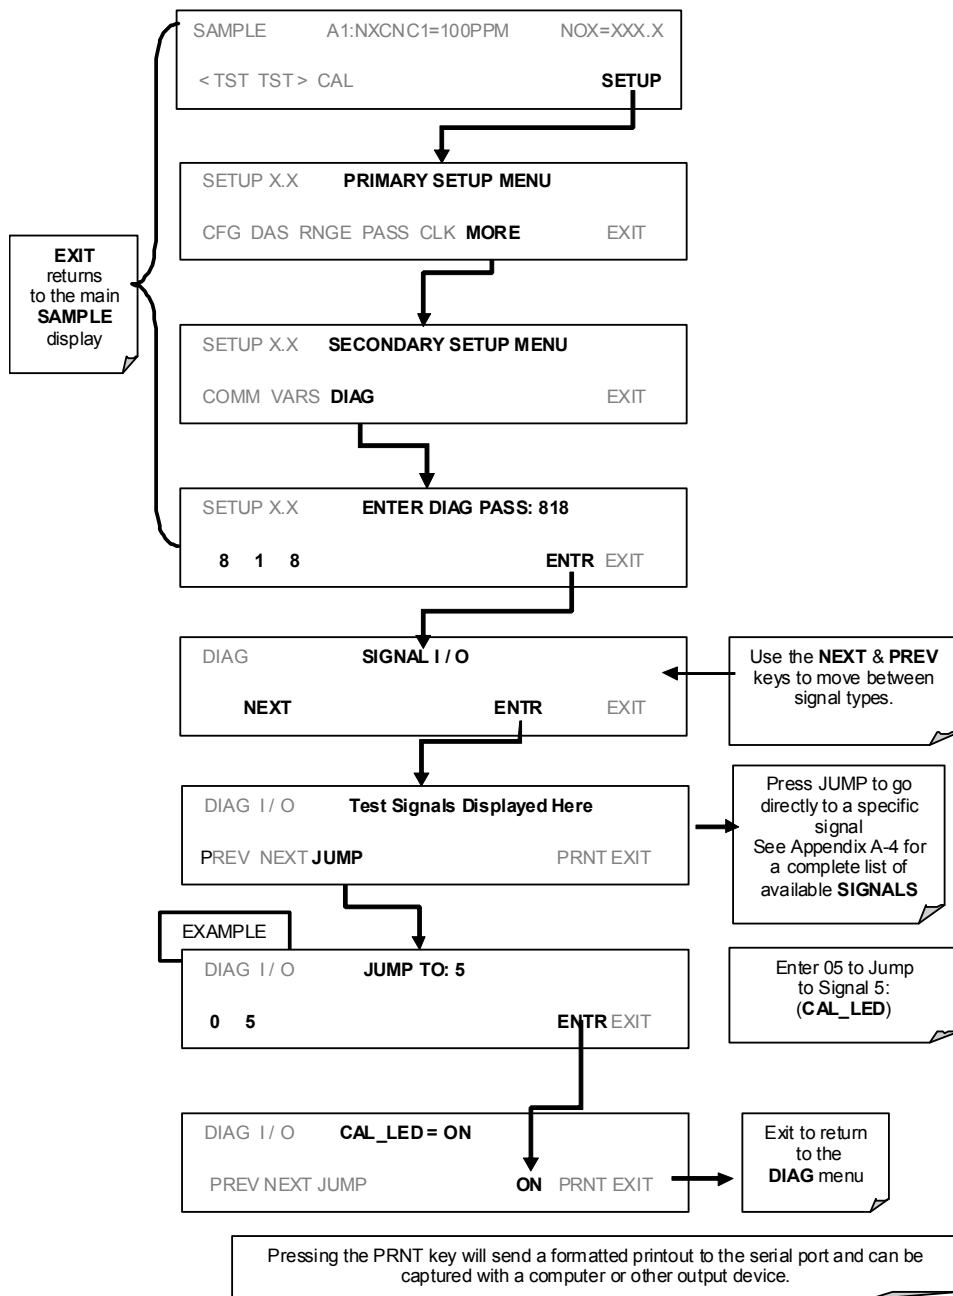 SAMPLE A1:NXCNC1=100PPM NOX=XXX.X
< TST TST > CAL SETUP
SETUP X.X PRIMARY SETUP MENU
CFG DAS RNGE PASS CLK MORE EXIT
EXIT
returns
to the main
SAMPLE
display
SETUP X.X SECONDARY SETUP MENU
COMM VARS DIAG EXIT
SETUP X.X ENTER DIAG PASS: 818
8 1 8 ENTR EXIT
DIAG SIGNAL I / O
NEXT ENTR EXIT
Use the NEXT & PREV
keys to move between
signal types.
DIAG I / O Test Signals Displayed Here
PREV NEXT JUMP PRNT EXIT
Press JUMP to go
directly to a specific
signal
See Appendix A-4 for
a complete list of
available SIGNALS
EXAMPLE
DIAG I / O JUMP TO: 5
0 5 ENTR EXIT
Enter 05 to Jump
to Signal 5:
(CAL_LED)
DIAG I / O CAL_LED = ON
PREV NEXT JUMP ON PRNT EXIT
Exit to return
to the
DIAG menu
Pressing the PRNT key will send a formatted printout to the serial port and can be
captured with a computer or other output device.